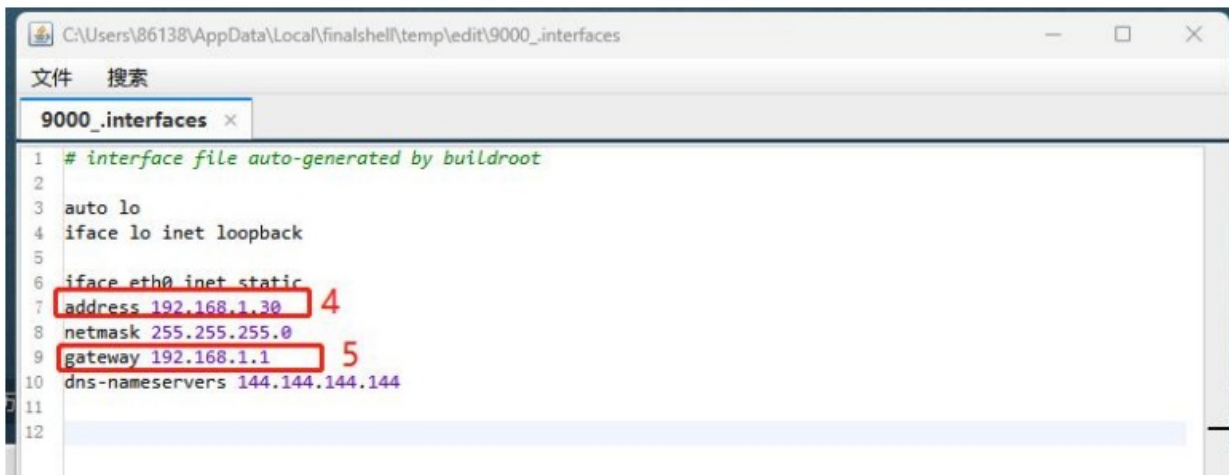 C:\Users\86138\AppData\Local\finalshell\temp\edit\9000_.interfaces
文件 搜索
9000_.interfaces ×
1 # interface file auto-generated by buildroot
2
3 auto lo
4 iface lo inet loopback
5
6 iface eth0 inet static
7 address 192.168.1.30 4
8 netmask 255.255.255.0
9 gateway 192.168.1.1 5
10 dns-nameservers 144.144.144.144
11
12